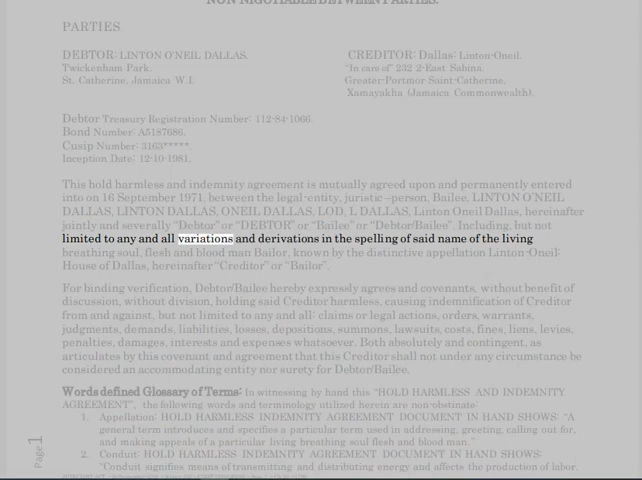 NON NEGOTIABLE BETWEEN PARTIES.
PARTIES
DEBTOR: LINTON O'NEIL DALLAS.
Twickenham Park.
St. Catherine, Jamaica W.I.
CREDITOR: Dallas: Linton-Oneil.
"In care of" 232 2-East Sabina.
Greater-Portmor Saint-Catherine,
Xamayakha (Jamaica Commonwealth).
Debtor Treasury Registration Number: 112-84-1066.
Bond Number: A5187686.
Cusip Number: 3163*****.
Inception Date: 12-10-1981.
This hold harmless and indemnity agreement is mutually agreed upon and permanently entered
into on 16 September 1971, between the legal-entity, juristic –person, Bailee, LINTON O'NEIL
DALLAS, LINTON DALLAS, ONEIL DALLAS, LOD, L DALLAS, Linton Oneil Dallas, hereinafter
jointly and severally "Debtor" or "DEBTOR" or "Bailee" or "Debtor/Bailee". Including, but not
limited to any and all variations and derivations in the spelling of said name of the living
breathing soul, flesh and blood man Bailor, known by the distinctive appellation Linton-Oneil:
House of Dallas, hereinafter "Creditor" or "Bailor".
For binding verification, Debtor/Bailee hereby expressly agrees and covenants, without benefit of
discussion, without division, holding said Creditor harmless, causing indemnification of Creditor
from and against, but not limited to any and all: claims or legal actions, orders, warrants,
judgments, demands, liabilities, losses, depositions, summons, lawsuits, costs, fines, liens, levies,
penalties, damages, interests and expenses whatsoever. Both absolutely and contingent, as
articulates by this covenant and agreement that this Creditor shall not under any circumstance be
considered an accommodating entity nor surety for Debtor/Bailee.
Words defined Glossary of Terms: In witnessing by hand this "HOLD HARMLESS AND INDEMNITY
AGREEMENT", the following words and terminology utilized herein are non-obstinate:
1. Appellation: HOLD HARMLESS INDEMNITY AGREEMENT DOCUMENT IN HAND SHOWS: "A
general term introduces and specifies a particular term used in addressing, greeting, calling out for,
and making appeals of a particular living breathing soul flesh and blood man."
2. Conduit: HOLD HARMLESS INDEMNITY AGREEMENT DOCUMENT IN HAND SHOWS:
"Conduit signifies means of transmitting and distributing energy and affects the production of labor.
Page 1